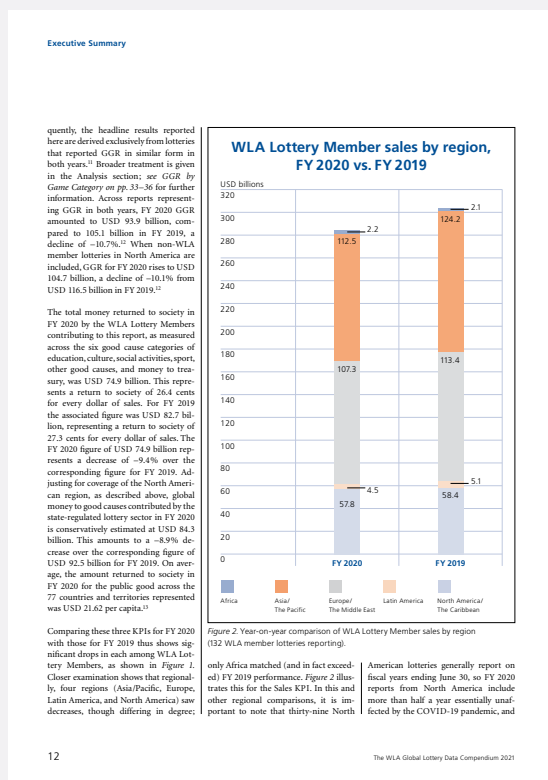 Executive Summary
quently, the headline results reported
here are derived exclusively from lotteries
that reported GGR in similar form in
both years.¹¹ Broader treatment is given
in the Analysis section; see GGR by
Game Category on pp. 33–36 for further
information. Across reports represent-
ing GGR in both years, FY 2020 GGR
amounted to USD 93.9 billion, com-
pared to 105.1 billion in FY 2019, a
decline of –10.7%.¹² When non-WLA
member lotteries in North America are
included, GGR for FY 2020 rises to USD
104.7 billion, a decline of –10.1% from
USD 116.5 billion in FY 2019.¹²
The total money returned to society in
FY 2020 by the WLA Lottery Members
contributing to this report, as measured
across the six good cause categories of
education, culture, social activities, sport,
other good causes, and money to trea-
sury, was USD 74.9 billion. This repre-
sents a return to society of 26.4 cents
for every dollar of sales. For FY 2019
the associated figure was USD 82.7 bil-
lion, representing a return to society of
27.3 cents for every dollar of sales. The
FY 2020 figure of USD 74.9 billion rep-
resents a decrease of –9.4% over the
corresponding figure for FY 2019. Ad-
justing for coverage of the North Ameri-
can region, as described above, global
money to good causes contributed by the
state-regulated lottery sector in FY 2020
is conservatively estimated at USD 84.3
billion. This amounts to a –8.9% de-
crease over the corresponding figure of
USD 92.5 billion for FY 2019. On aver-
age, the amount returned to society in
FY 2020 for the public good across the
77 countries and territories represented
was USD 21.62 per capita.¹³
Comparing these three KPIs for FY 2020
with those for FY 2019 thus shows sig-
nificant drops in each among WLA Lot-
tery Members, as shown in Figure 1.
Closer examination shows that regional-
ly, four regions (Asia/Pacific, Europe,
Latin America, and North America) saw
decreases, though differing in degree;
WLA Lottery Member sales by region,
FY 2020 vs. FY 2019
USD billions
320
300
280
260
240
220
200
180
160
140
120
100
80
60
40
20
0
2.2
112.5
107.3
4.5
57.8
2.1
124.2
113.4
5.1
58.4
FY 2020
FY 2019
Africa
Asia/
The Pacific
Europe/
The Middle East
Latin America
North America/
The Caribbean
Figure 2. Year-on-year comparison of WLA Lottery Member sales by region
(132 WLA member lotteries reporting).
only Africa matched (and in fact exceed-
ed) FY 2019 performance. Figure 2 illus-
trates this for the Sales KPI. In this and
other regional comparisons, it is im-
portant to note that thirty-nine North
American lotteries generally report on
fiscal years ending June 30, so FY 2020
reports from North America include
more than half a year essentially unaf-
fected by the COVID-19 pandemic, and
12
The WLA Global Lottery Data Compendium 2021